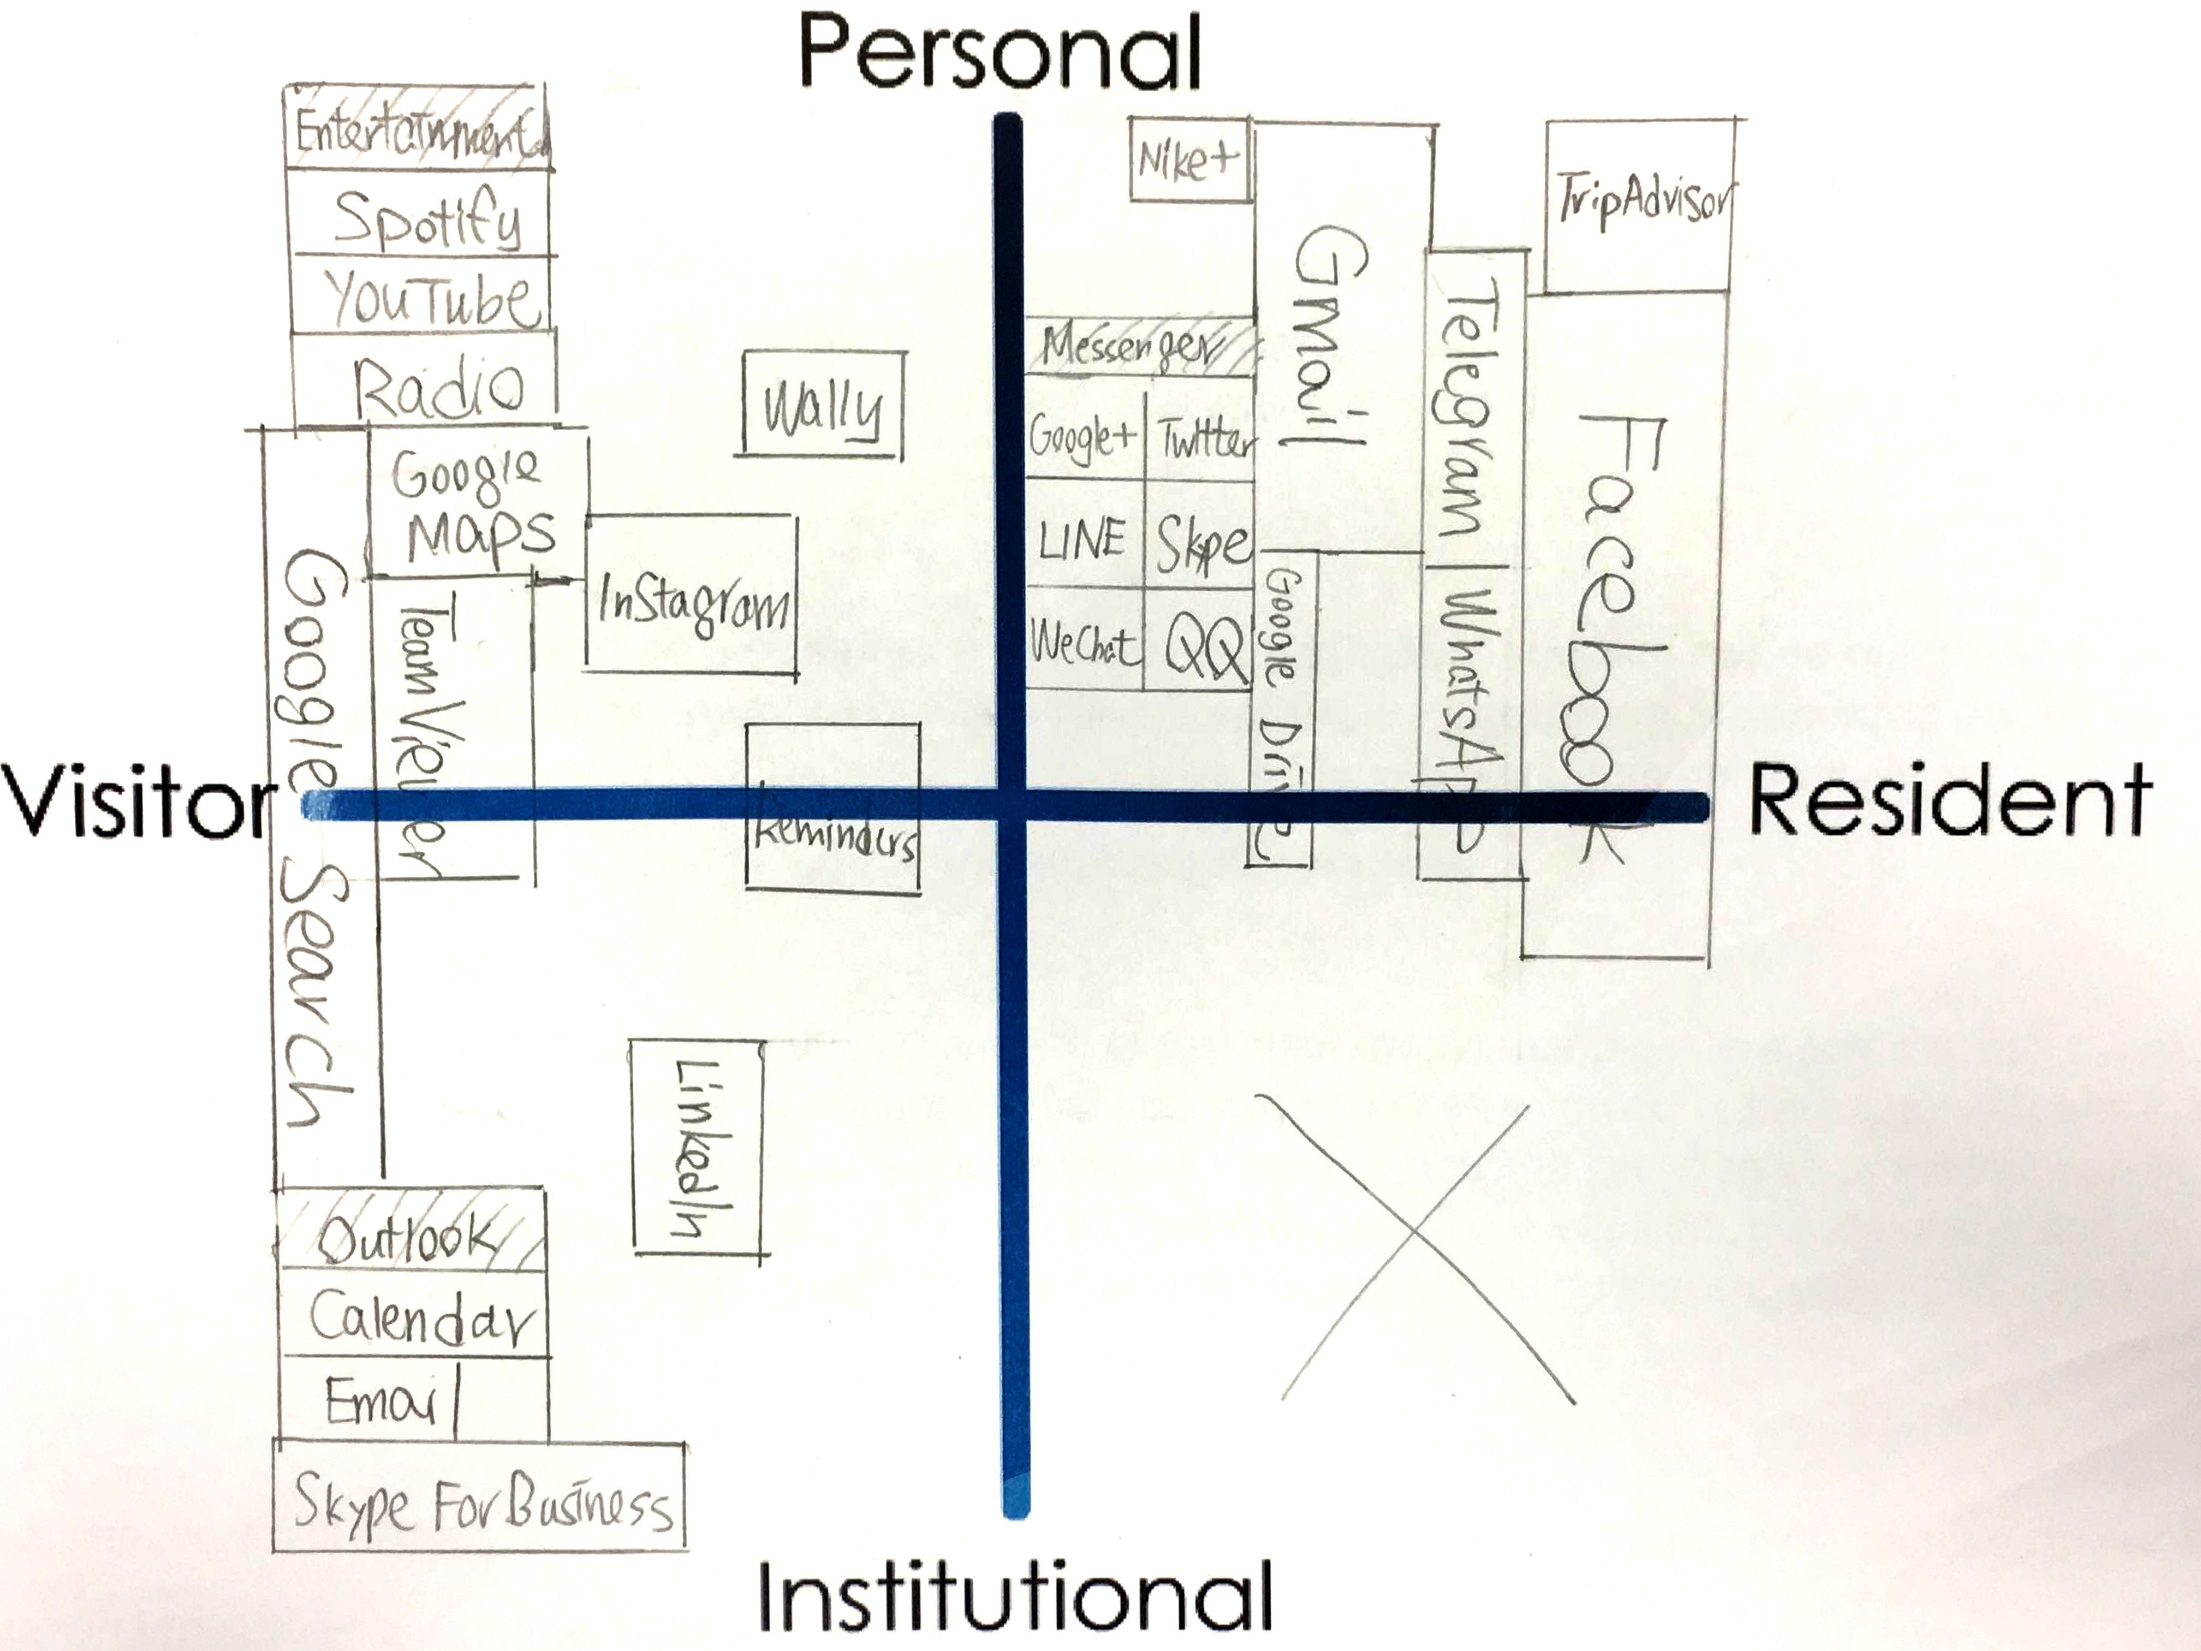 Personal
Entertainment
Spotify
YouTube
Radio
Google
Maps
TeamViewer
Google Search
Instagram
Wally
Reminders
Nike+
Messenger
Google+ Twitter
LINE Skpe
WeChat QQ
Gmail
Google Drive
Telegram
WhatsApp
TripAdvisor
Facebook
Visitor
Resident
LinkedIn
Outlook
Calendar
Email
Skype For Business
Institutional